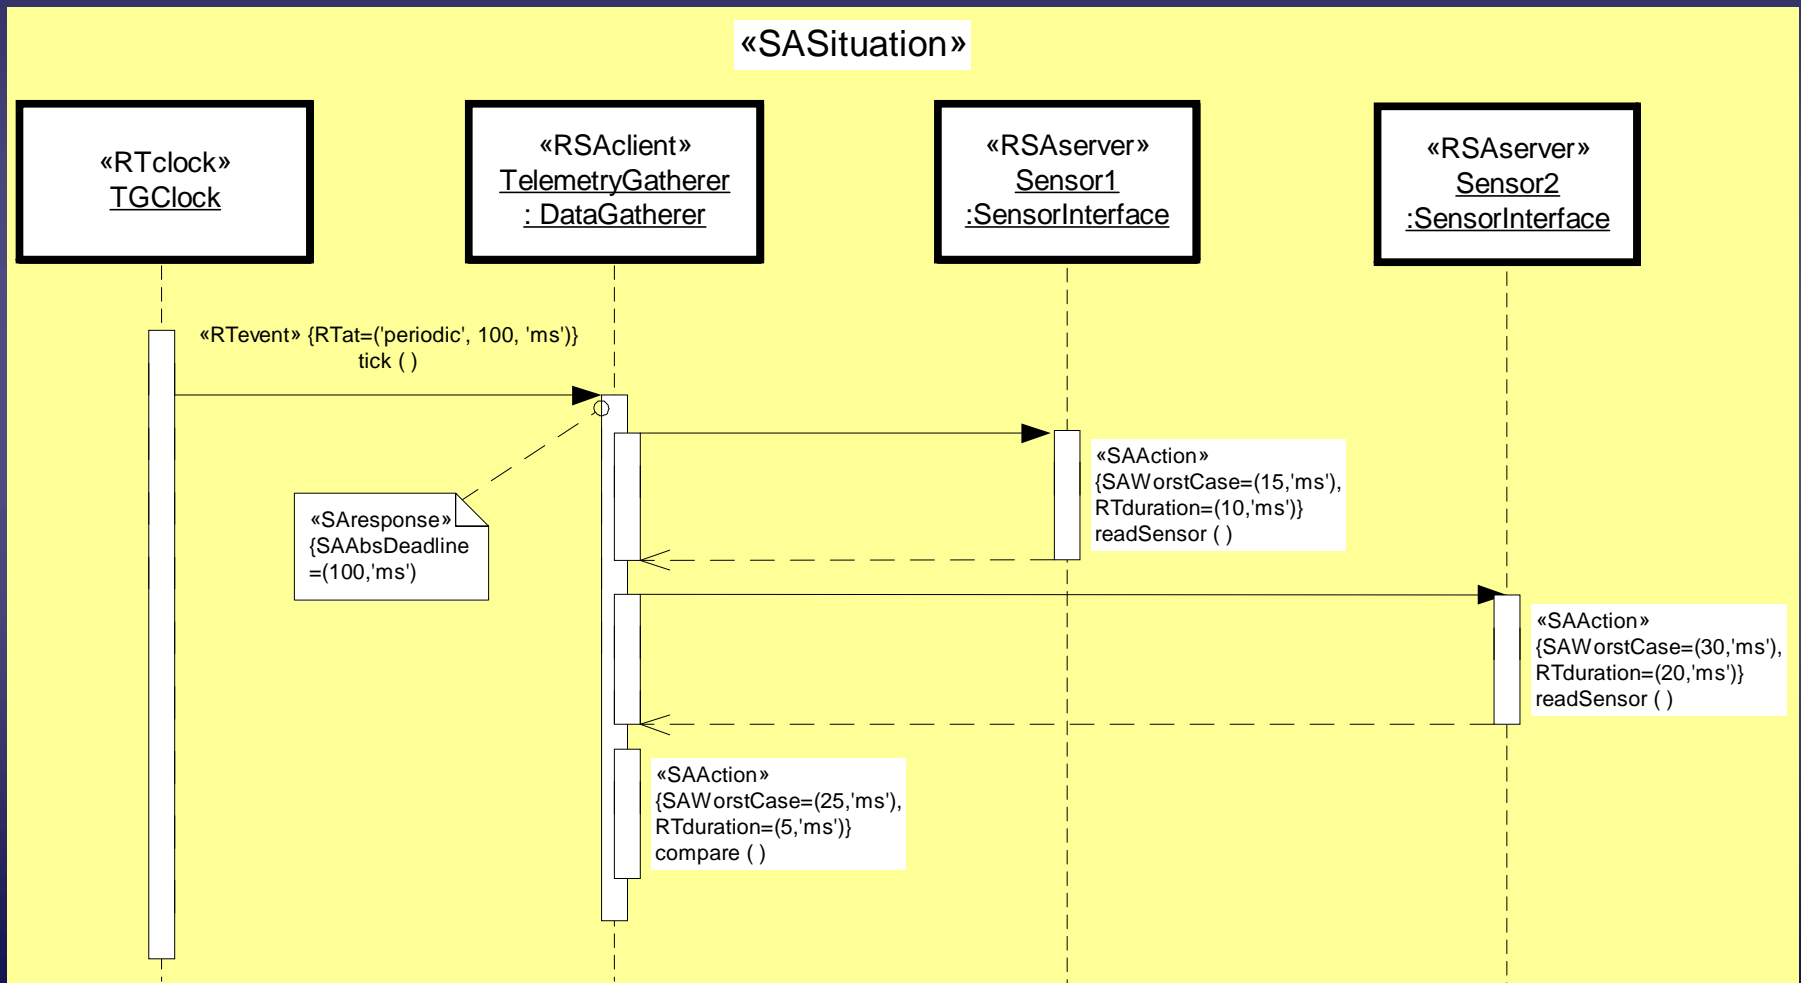 «SASituation»
«RTclock»
TGClock
«RSAclient»
TelemetryGatherer
: DataGatherer
«RSAserver»
Sensor1
:SensorInterface
«RSAserver»
Sensor2
:SensorInterface
«RTevent» {RTat=('periodic', 100, 'ms')}
tick ( )
«SAAction»
{SAWorstCase=(15,'ms'),
RTduration=(10,'ms')}
readSensor ( )
«SAresponse»
{SAAbsDeadline
=(100,'ms')
«SAAction»
{SAWorstCase=(30,'ms'),
RTduration=(20,'ms')}
readSensor ( )
«SAAction»
{SAWorstCase=(25,'ms'),
RTduration=(5,'ms')}
compare ( )